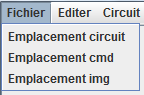 Fichier Editer Circuit
Emplacement circuit
Emplacement cmd
Emplacement img